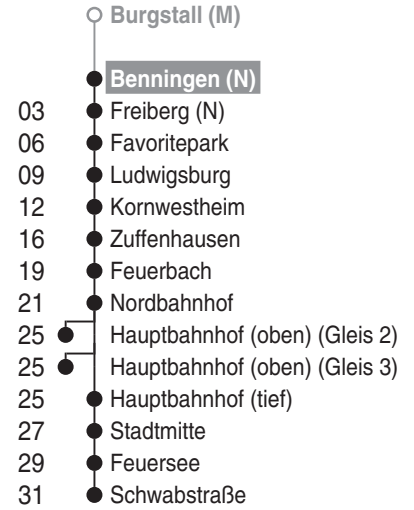 Burgstall (M)
Benningen (N)
03 Freiberg (N)
06 Favoritepark
09 Ludwigsburg
12 Kornwestheim
16 Zuffenhausen
19 Feuerbach
21 Nordbahnhof
25 Hauptbahnhof (oben) (Gleis 2)
25 Hauptbahnhof (oben) (Gleis 3)
25 Hauptbahnhof (tief)
27 Stadtmitte
29 Feuersee
31 Schwabstraße